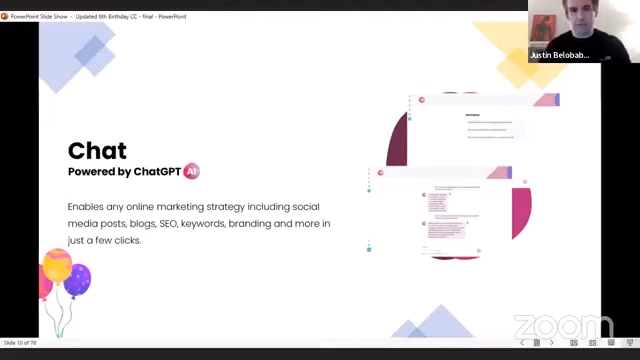 PowerPoint Slide Show - Updated 6th Birthday CC - final - PowerPoint
Justin Belobab...
Chat
Powered by ChatGPT AI
Enables any online marketing strategy including social
media posts, blogs, SEO, keywords, branding and more in
just a few clicks.
zoom
Slide 13 of 78